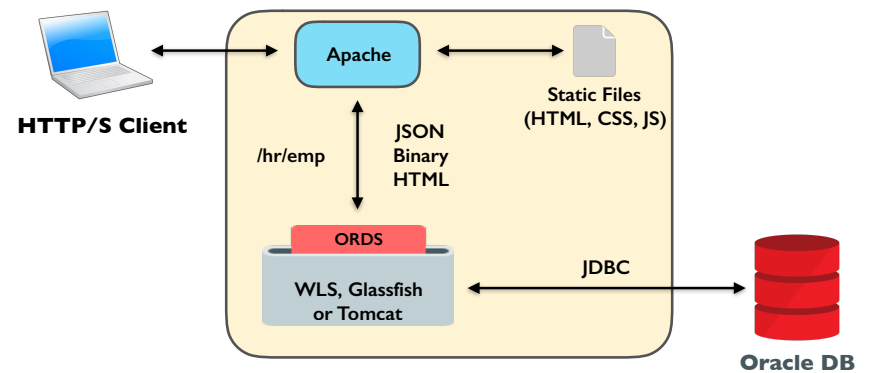 Apache
HTTP/S Client
Static Files
(HTML, CSS, JS)
/hr/emp
JSON
Binary
HTML
ORDS
WLS, Glassfish
or Tomcat
JDBC
Oracle DB